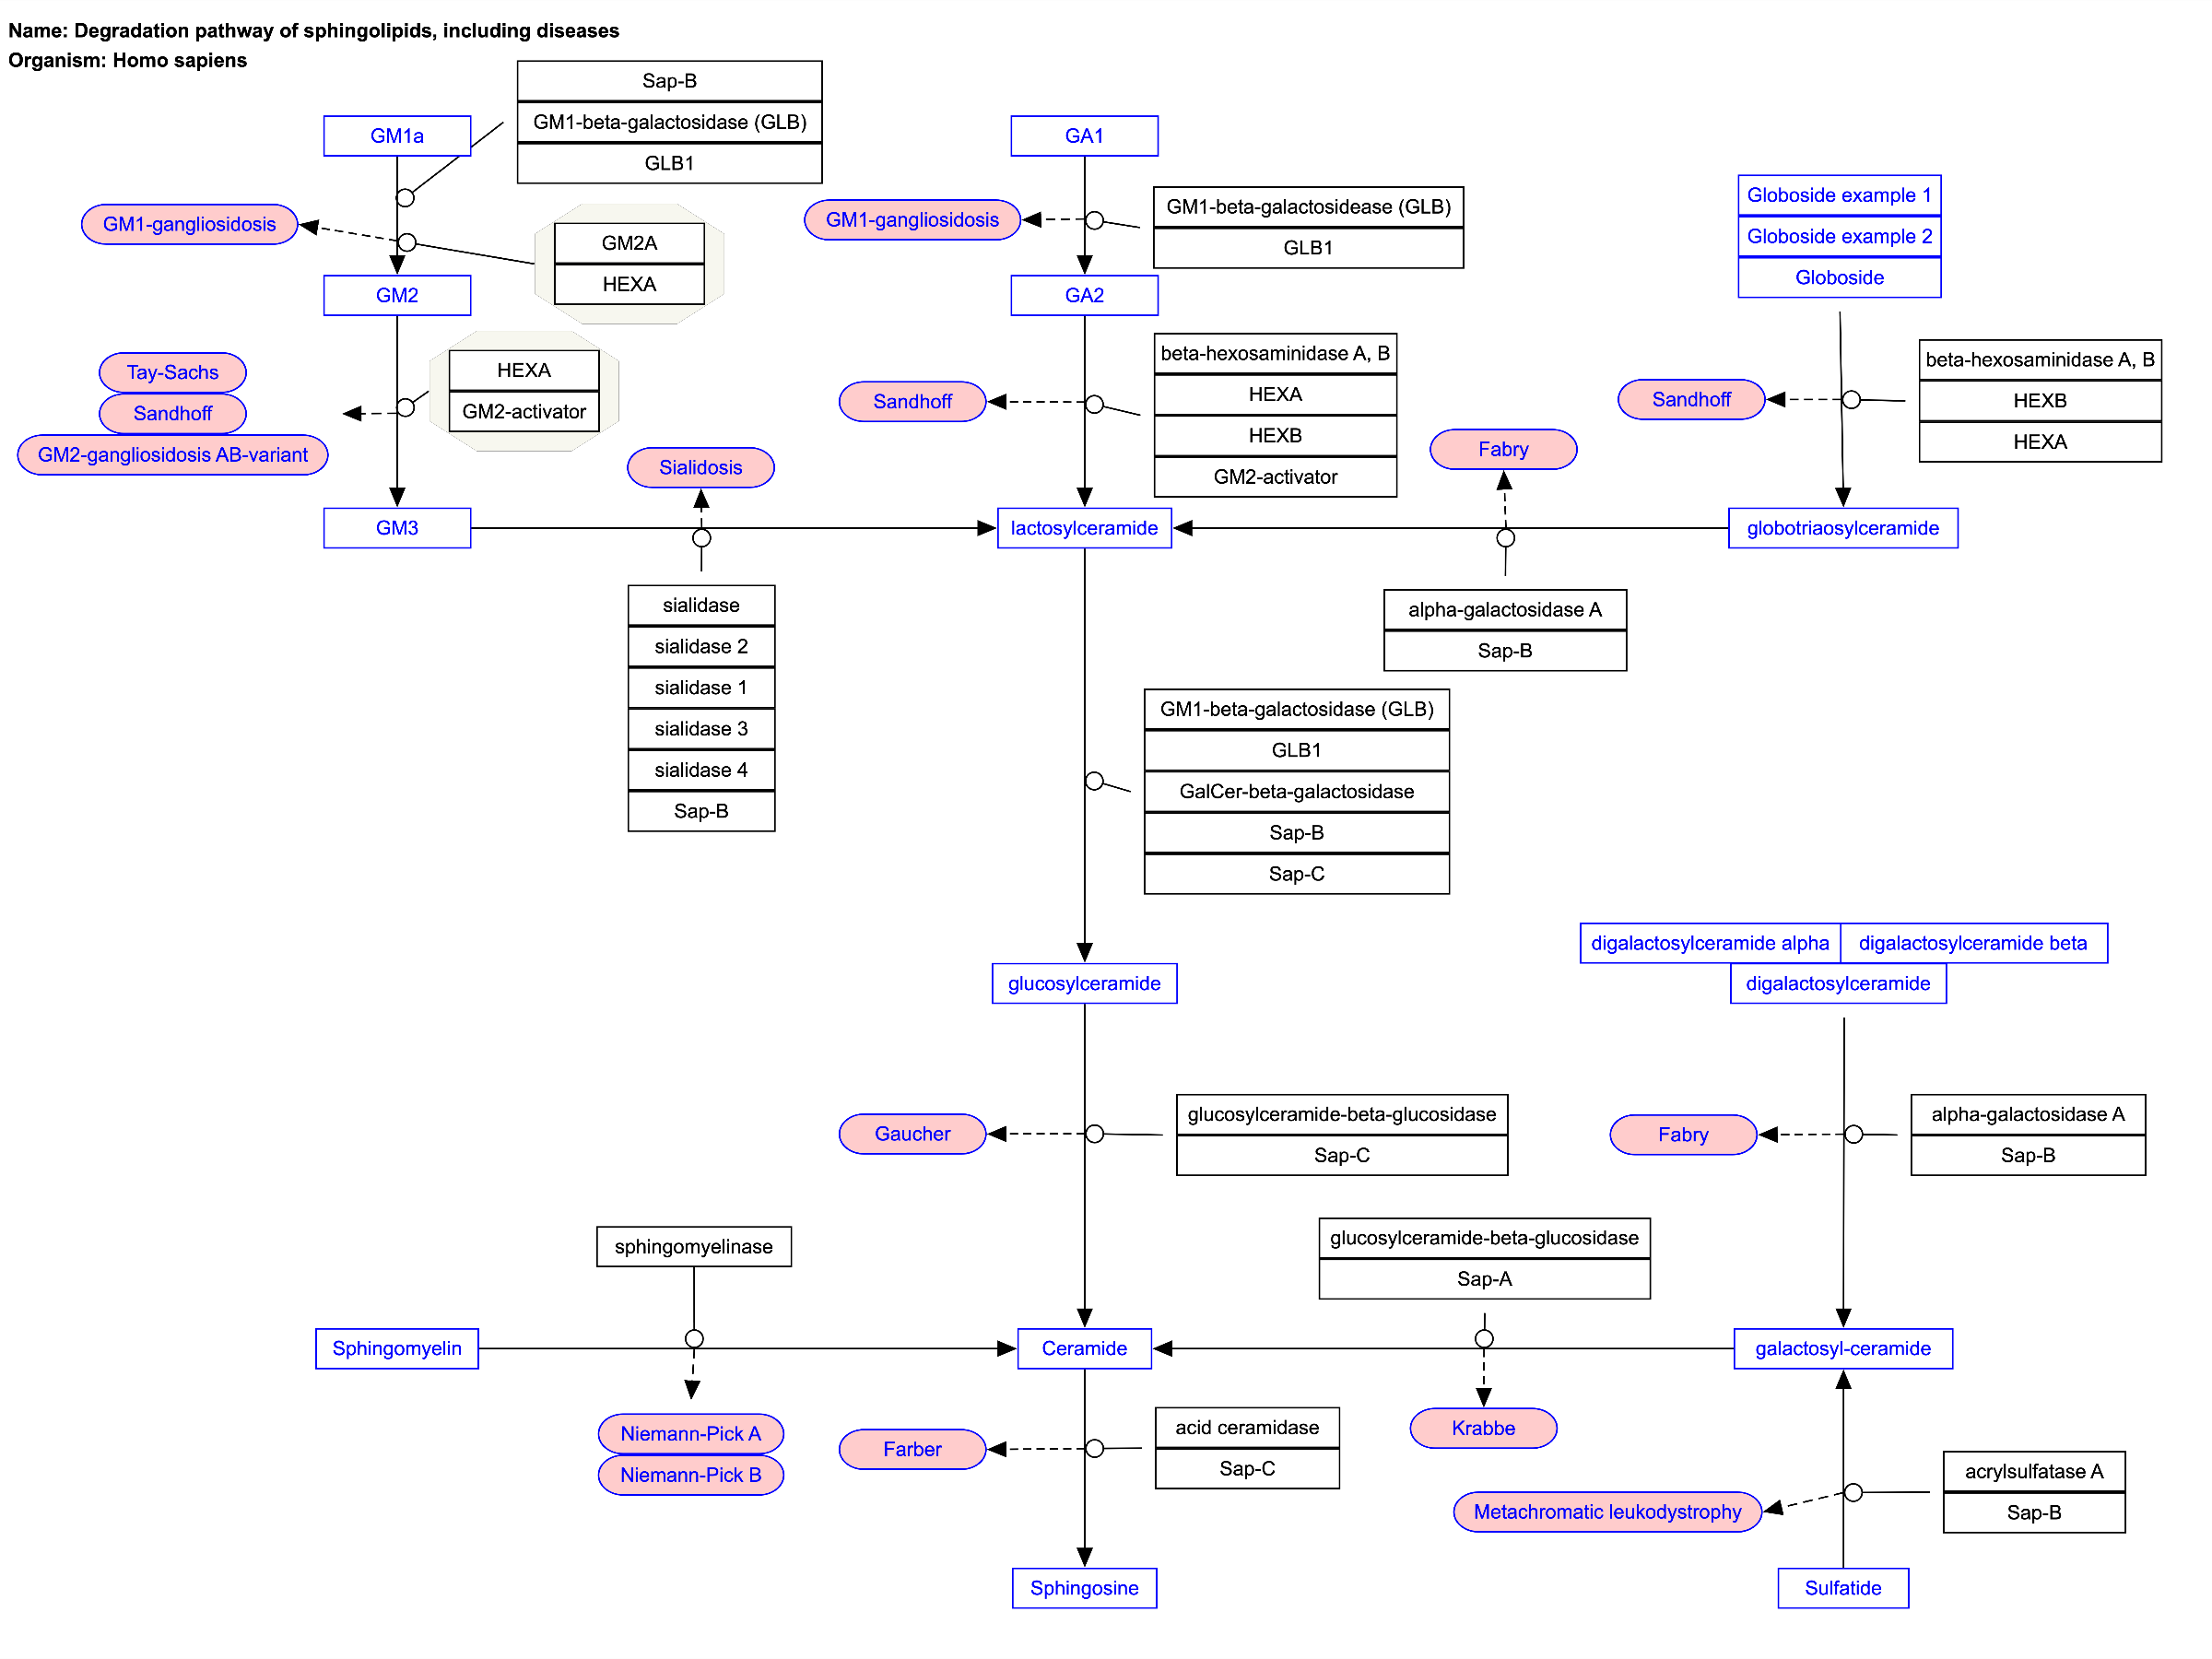 Name: Degradation pathway of sphingolipids, including diseases
Organism: Homo sapiens
Sap-B
GM1-beta-galactosidase (GLB)
GLB1
GM1a
GA1
GM1-gangliosidosis
GM2A
HEXA
GM1-gangliosidosis
GM1-beta-galactosidease (GLB)
GLB1
Globoside example 1
Globoside example 2
Globoside
GM2
GA2
HEXA
GM2-activator
Tay-Sachs
Sandhoff
GM2-gangliosidosis AB-variant
Sandhoff
beta-hexosaminidase A, B
HEXA
HEXB
GM2-activator
Sandhoff
beta-hexosaminidase A, B
HEXB
HEXA
Sialidosis
Fabry
GM3
lactosylceramide
globotriaosylceramide
sialidase
sialidase 2
sialidase 1
sialidase 3
sialidase 4
Sap-B
alpha-galactosidase A
Sap-B
GM1-beta-galactosidase (GLB)
GLB1
GalCer-beta-galactosidase
Sap-B
Sap-C
glucosylceramide
digalactosylceramide alpha
digalactosylceramide beta
digalactosylceramide
Gaucher
glucosylceramide-beta-glucosidase
Sap-C
Fabry
alpha-galactosidase A
Sap-B
sphingomyelinase
glucosylceramide-beta-glucosidase
Sap-A
Sphingomyelin
Ceramide
galactosyl-ceramide
Niemann-Pick A
Niemann-Pick B
Farber
acid ceramidase
Sap-C
Krabbe
Metachromatic leukodystrophy
acrylsulfatase A
Sap-B
Sphingosine
Sulfatide